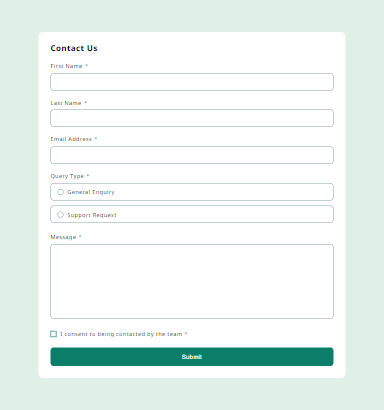 Contact Us
First Name *
Last Name *
Email Address *
Query Type *
General Enquiry
Support Request
Message *
I consent to being contacted by the team *
Submit